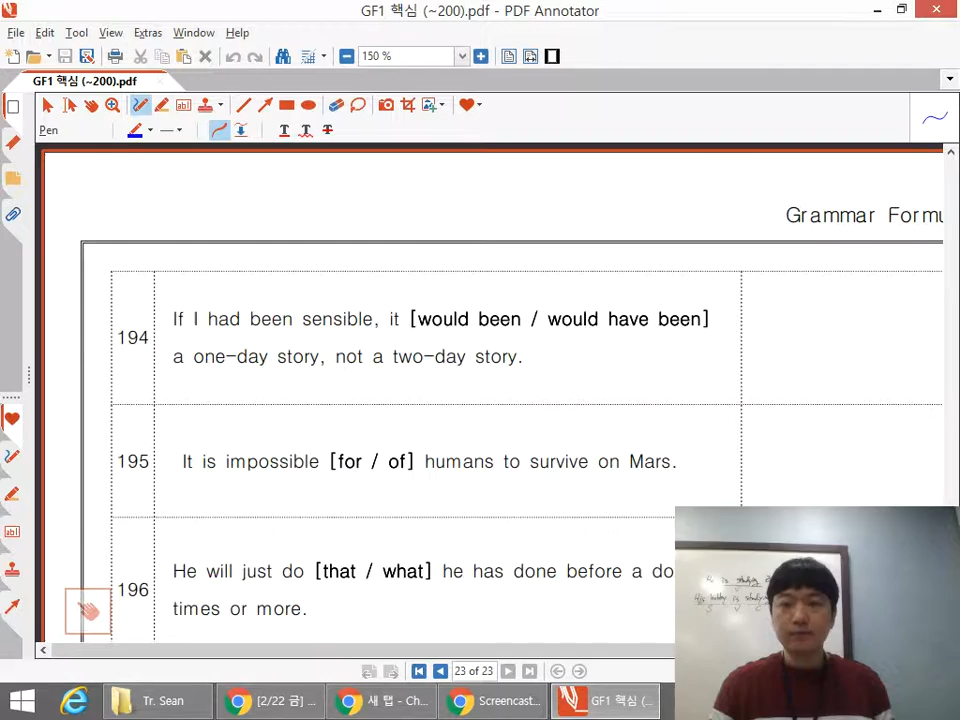 GF1 핵심 (~200).pdf - PDF Annotator
File Edit Tool View Extras Window Help
150 %
GF1 핵심 (~200).pdf
Pen
Grammar Formu
194
If I had been sensible, it [would been / would have been]
a one-day story, not a two-day story.
195
It is impossible [for / of] humans to survive on Mars.
196
He will just do [that / what] he has done before a do
times or more.
is studying
is studying
S V C
23 of 23
Tr. Sean
[2/22 금] ...
새 탭 - Ch...
Screencast...
GF1 핵심 (~...